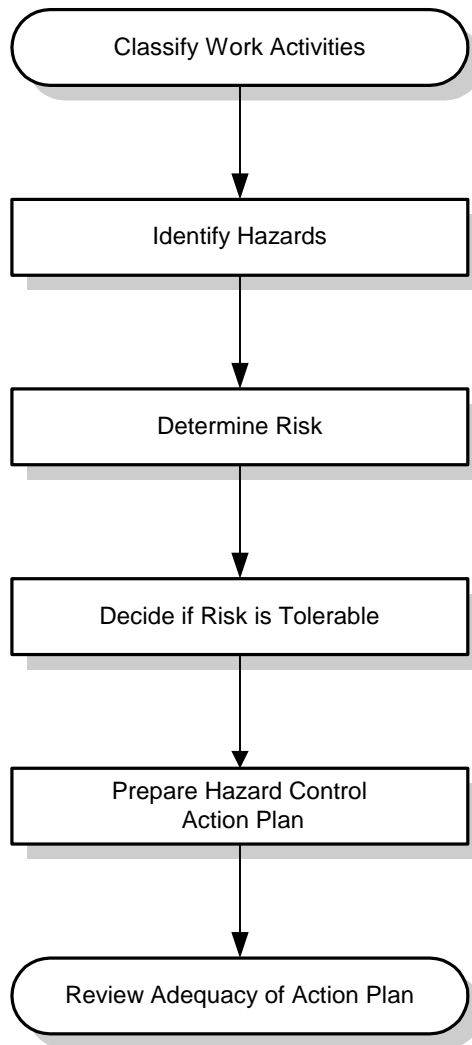 Classify Work Activities
Identify Hazards
Determine Risk
Decide if Risk is Tolerable
Prepare Hazard Control
Action Plan
Review Adequacy of Action Plan